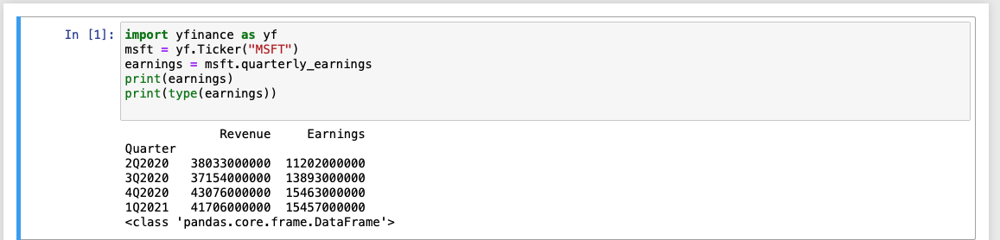 In [1]: import yfinance as yf
msft = yf.Ticker("MSFT")
earnings = msft.quarterly_earnings
print(earnings)
print(type(earnings))
Revenue Earnings
Quarter
2Q2020 38033000000 11202000000
3Q2020 37154000000 13893000000
4Q2020 43076000000 15463000000
1Q2021 41706000000 15457000000
<class 'pandas.core.frame.DataFrame'>